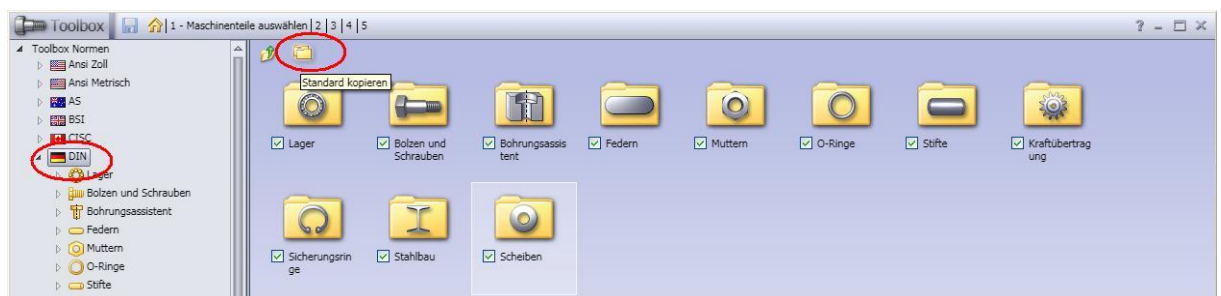 Toolbox 1 - Maschinenteile auswählen | 2 | 3 | 4 | 5 ?
Toolbox Normen
Ansi Zoll
Ansi Metrisch
AS
BSI
CISC
DIN
Lager
Bolzen und Schrauben
Bohrungsassistent
Federn
Muttern
O-Ringe
Stifte
Standard kopieren
Lager
Bolzen und
Schrauben
Bohrungsassis
tent
Federn
Muttern
O-Ringe
Stifte
Kraftübertrag
ung
Sicherungsrin
ge
Stahlbau
Scheiben